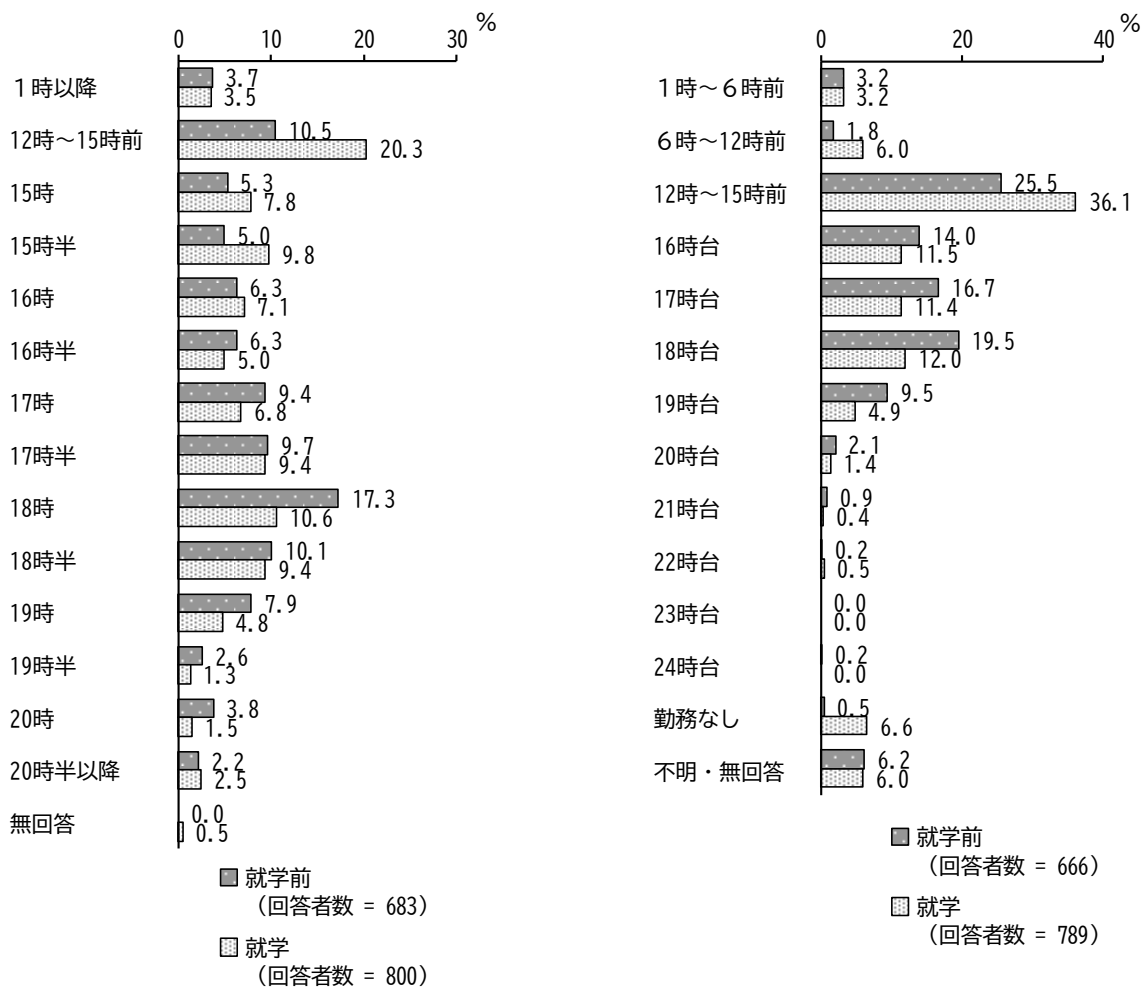 %
0 10 20 30
１時以降 3.7
3.5
12時～15時前 10.5
20.3
15時 5.3
7.8
15時半 5.0
9.8
16時 6.3
7.1
16時半 6.3
5.0
17時 9.4
6.8
17時半 9.7
9.4
18時 17.3
10.6
18時半 10.1
9.4
19時 7.9
4.8
19時半 2.6
1.3
20時 3.8
1.5
20時半以降 2.2
2.5
無回答 0.0
0.5
就学前
（回答者数 = 683）
就学
（回答者数 = 800）
%
0 20 40
１時～６時前 3.2
3.2
６時～12時前 1.8
6.0
12時～15時前 25.5
36.1
16時台 14.0
11.5
17時台 16.7
11.4
18時台 19.5
12.0
19時台 9.5
4.9
20時台 2.1
1.4
21時台 0.9
0.4
22時台 0.2
0.5
23時台 0.0
0.0
24時台 0.2
0.0
勤務なし 0.5
6.6
不明・無回答 6.2
6.0
就学前
（回答者数 = 666）
就学
（回答者数 = 789）